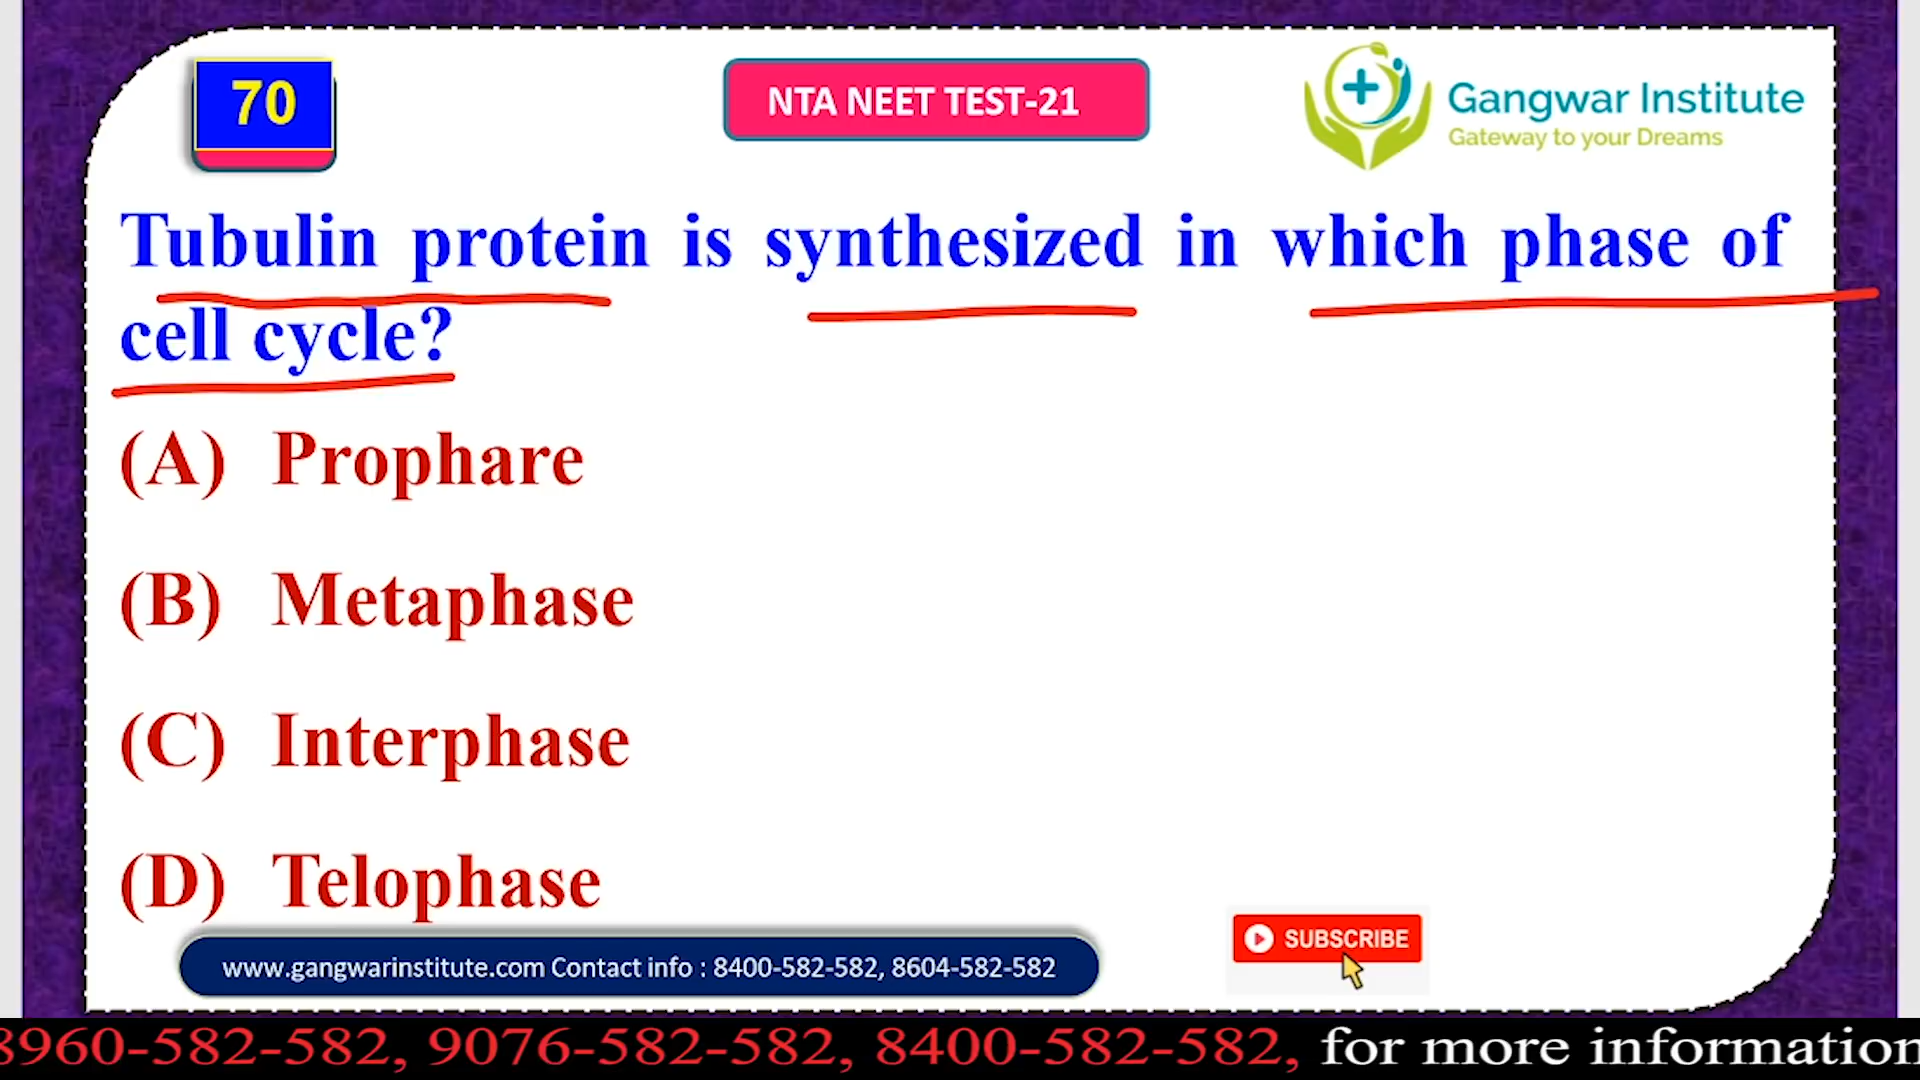 70
NTA NEET TEST-21
Gangwar Institute
Gateway to your Dreams
Tubulin protein is synthesized in which phase of
cell cycle?
(A) Prophare
(B) Metaphase
(C) Interphase
(D) Telophase
www.gangwarinstitute.com Contact info : 8400-582-582, 8604-582-582
SUBSCRIBE
8960-582-582, 9076-582-582, 8400-582-582, for more information